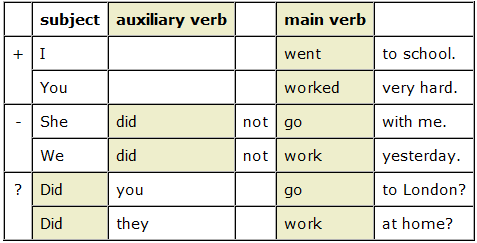 subject auxiliary verb main verb
+ I went to school.
You worked very hard.
- She did not go with me.
We did not work yesterday.
? Did you go to London?
Did they work at home?